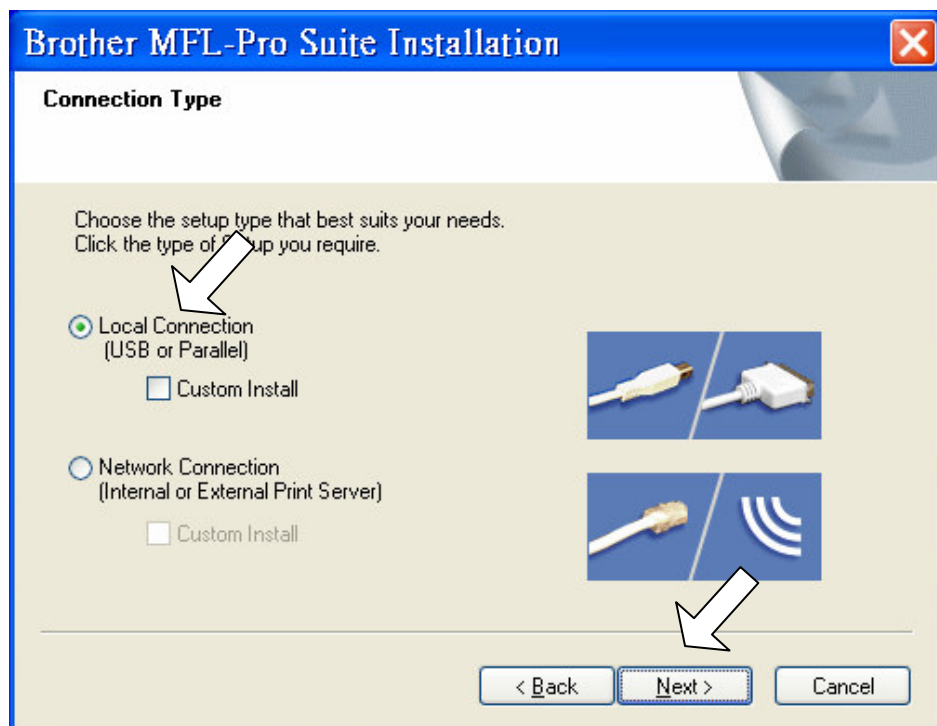 Brother MFL-Pro Suite Installation
Connection Type
Choose the setup type that best suits your needs.
Click the type of Setup you require.
Local Connection
(USB or Parallel)
Custom Install
Network Connection
(Internal or External Print Server)
Custom Install
< Back
Next >
Cancel